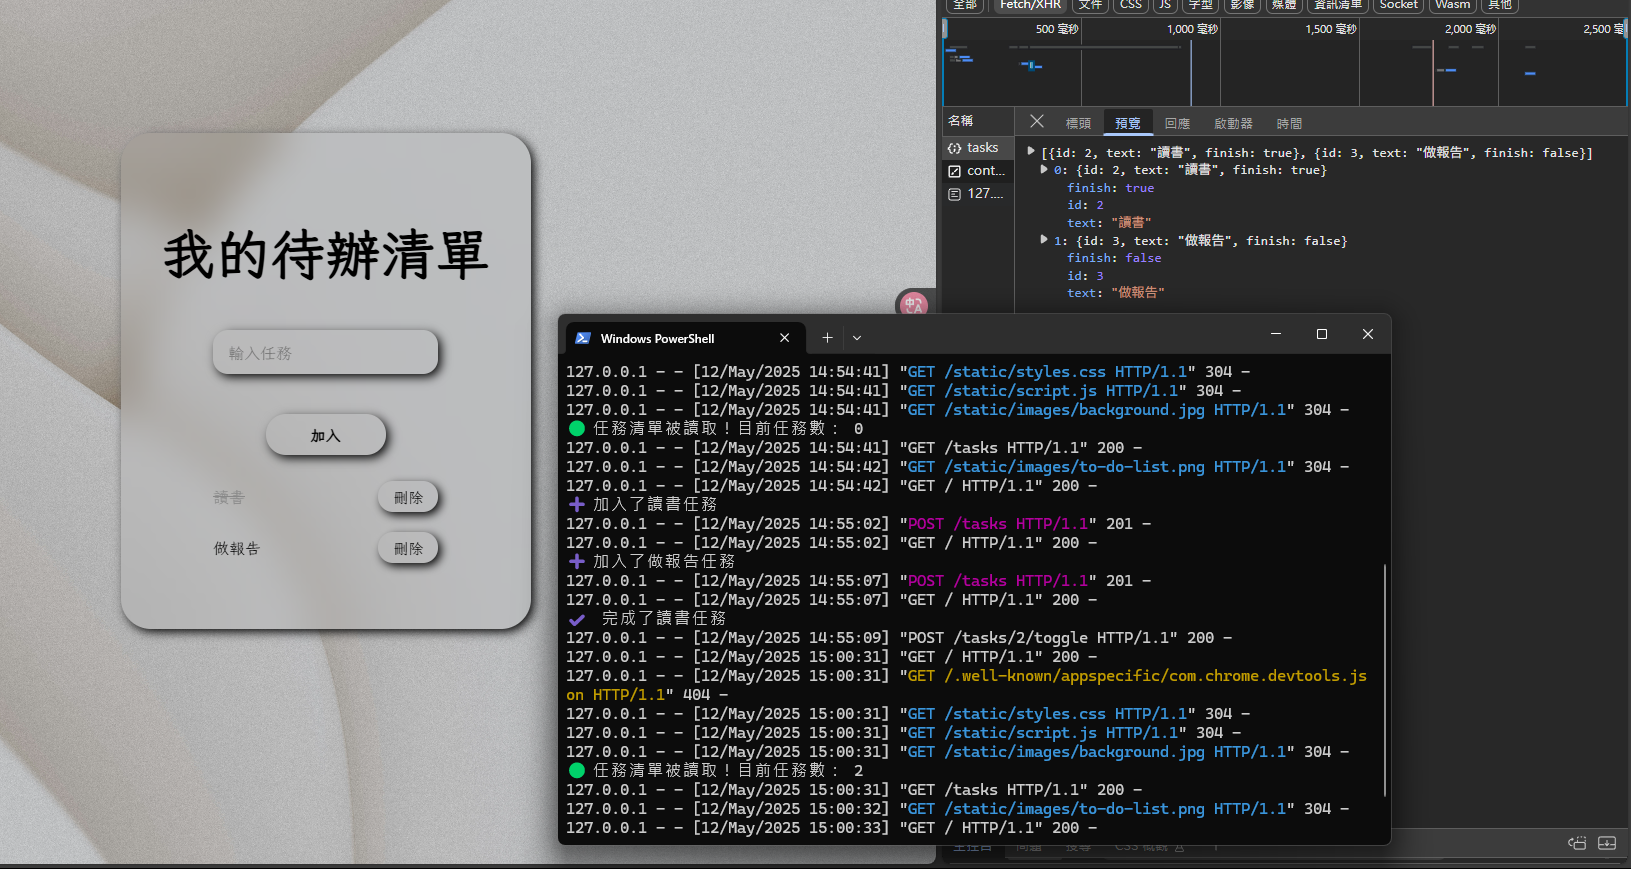 我的待辦清單
輸入任務
加入
讀書 刪除
做報告 刪除
全部 Fetch/XHR 文件 CSS JS 字型 影像 媒體 資訊清單 Socket Wasm 其他
500 毫秒 1,000 毫秒 1,500 毫秒 2,000 毫秒 2,500 毫
名稱
tasks
cont...
127....
標頭 預覽 回應 啟動器 時間
[{id: 2, text: "讀書", finish: true}, {id: 3, text: "做報告", finish: false}]
0: {id: 2, text: "讀書", finish: true}
finish: true
id: 2
text: "讀書"
1: {id: 3, text: "做報告", finish: false}
finish: false
id: 3
text: "做報告"
中 A
Windows PowerShell
127.0.0.1 - - [12/May/2025 14:54:41] "GET /static/styles.css HTTP/1.1" 304 -
127.0.0.1 - - [12/May/2025 14:54:41] "GET /static/script.js HTTP/1.1" 304 -
127.0.0.1 - - [12/May/2025 14:54:41] "GET /static/images/background.jpg HTTP/1.1" 304 -
🟢 任務清單被讀取！目前任務數： 0
127.0.0.1 - - [12/May/2025 14:54:41] "GET /tasks HTTP/1.1" 200 -
127.0.0.1 - - [12/May/2025 14:54:42] "GET /static/images/to-do-list.png HTTP/1.1" 304 -
127.0.0.1 - - [12/May/2025 14:54:42] "GET / HTTP/1.1" 200 -
➕ 加入了讀書任務
127.0.0.1 - - [12/May/2025 14:55:02] "POST /tasks HTTP/1.1" 201 -
127.0.0.1 - - [12/May/2025 14:55:02] "GET / HTTP/1.1" 200 -
➕ 加入了做報告任務
127.0.0.1 - - [12/May/2025 14:55:07] "POST /tasks HTTP/1.1" 201 -
127.0.0.1 - - [12/May/2025 14:55:07] "GET / HTTP/1.1" 200 -
✔ 完成了讀書任務
127.0.0.1 - - [12/May/2025 14:55:09] "POST /tasks/2/toggle HTTP/1.1" 200 -
127.0.0.1 - - [12/May/2025 15:00:31] "GET / HTTP/1.1" 200 -
127.0.0.1 - - [12/May/2025 15:00:31] "GET /.well-known/appspecific/com.chrome.devtools.js
on HTTP/1.1" 404 -
127.0.0.1 - - [12/May/2025 15:00:31] "GET /static/styles.css HTTP/1.1" 304 -
127.0.0.1 - - [12/May/2025 15:00:31] "GET /static/script.js HTTP/1.1" 304 -
127.0.0.1 - - [12/May/2025 15:00:31] "GET /static/images/background.jpg HTTP/1.1" 304 -
🟢 任務清單被讀取！目前任務數： 2
127.0.0.1 - - [12/May/2025 15:00:31] "GET /tasks HTTP/1.1" 200 -
127.0.0.1 - - [12/May/2025 15:00:32] "GET /static/images/to-do-list.png HTTP/1.1" 304 -
127.0.0.1 - - [12/May/2025 15:00:33] "GET / HTTP/1.1" 200 -
主控台 問題 搜尋 CSS 概觀